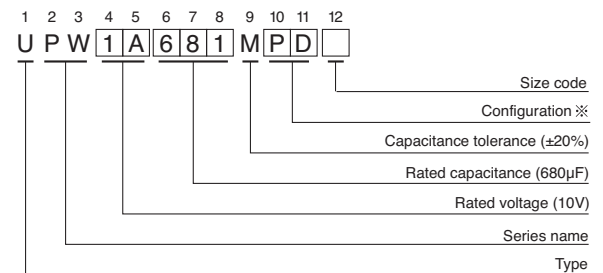 1 2 3 4 5 6 7 8 9 10 11 12
U P W 1 A 6 8 1 M P D
Size code
Configuration ※
Capacitance tolerance (±20%)
Rated capacitance (680µF)
Rated voltage (10V)
Series name
Type